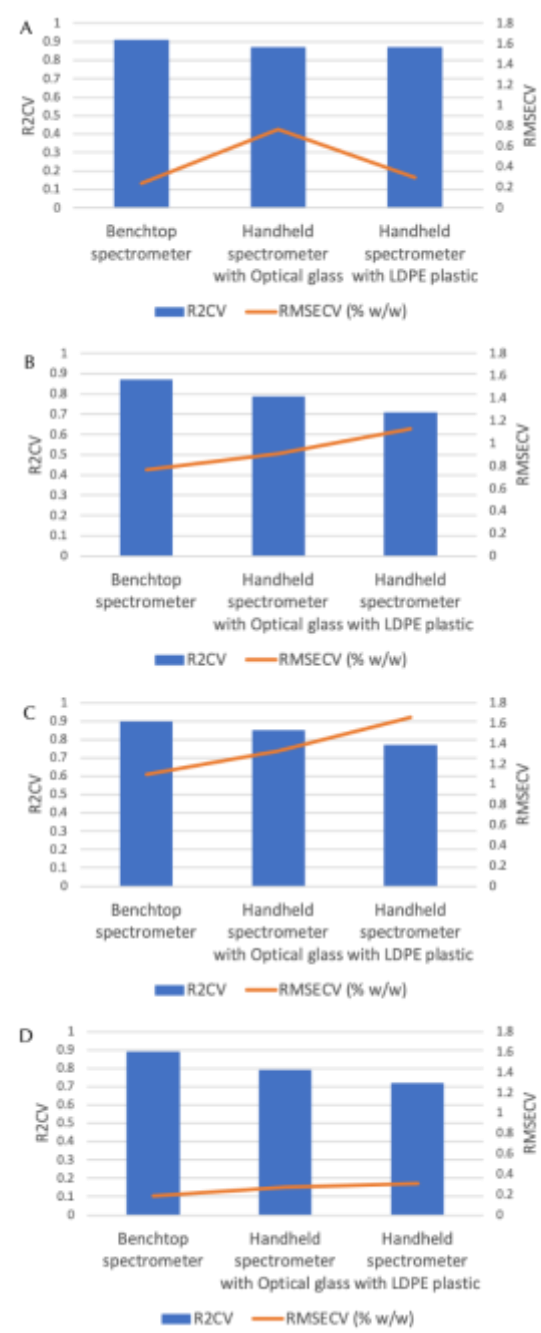 A
1
0.9
0.8
0.7
0.6
0.5
0.4
0.3
0.2
0.1
0
R2CV
1.8
1.6
1.4
1.2
1
0.8
0.6
0.4
0.2
0
RMSECV
Benchtop
spectrometer
Handheld
spectrometer
with Optical glass
Handheld
spectrometer
with LDPE plastic
R2CV
RMSECV (% w/w)
B
1
0.9
0.8
0.7
0.6
0.5
0.4
0.3
0.2
0.1
0
R2CV
1.8
1.6
1.4
1.2
1
0.8
0.6
0.4
0.2
0
RMSECV
Benchtop
spectrometer
Handheld
spectrometer
with Optical glass
Handheld
spectrometer
with LDPE plastic
R2CV
RMSECV (% w/w)
C
1
0.9
0.8
0.7
0.6
0.5
0.4
0.3
0.2
0.1
0
R2CV
1.8
1.6
1.4
1.2
1
0.8
0.6
0.4
0.2
0
RMSECV
Benchtop
spectrometer
Handheld
spectrometer
with Optical glass
Handheld
spectrometer
with LDPE plastic
R2CV
RMSECV (% w/w)
D
1
0.9
0.8
0.7
0.6
0.5
0.4
0.3
0.2
0.1
0
R2CV
1.8
1.6
1.4
1.2
1
0.8
0.6
0.4
0.2
0
RMSECV
Benchtop
spectrometer
Handheld
spectrometer
with Optical glass
Handheld
spectrometer
with LDPE plastic
R2CV
RMSECV (% w/w)